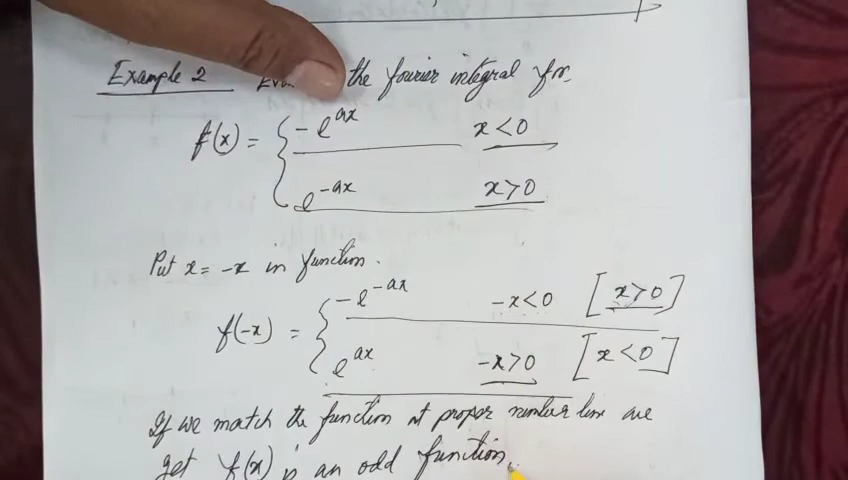 Example 2 the fourier integral for
f(x) = { -e^{ax} x<0
e^{-ax} x>0
Put x = -x in function.
f(-x) = { -e^{-ax} -x<0 [x>0]
e^{ax} -x>0 [x<0]
If we match the function at proper number line we
get f(x) is an odd function.